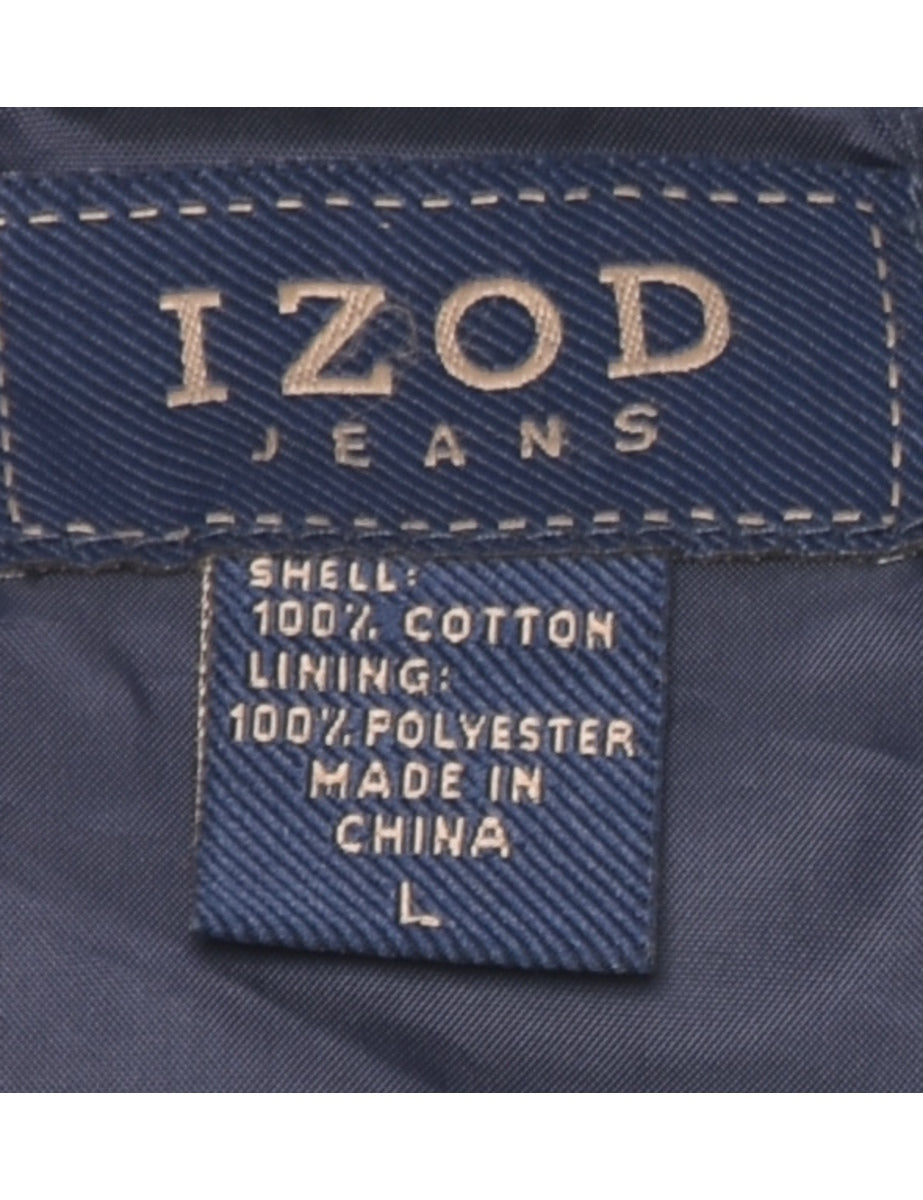 IZOD
JEANS
SHELL:
100% COTTON
LINING:
100% POLYESTER
MADE IN
CHINA
L